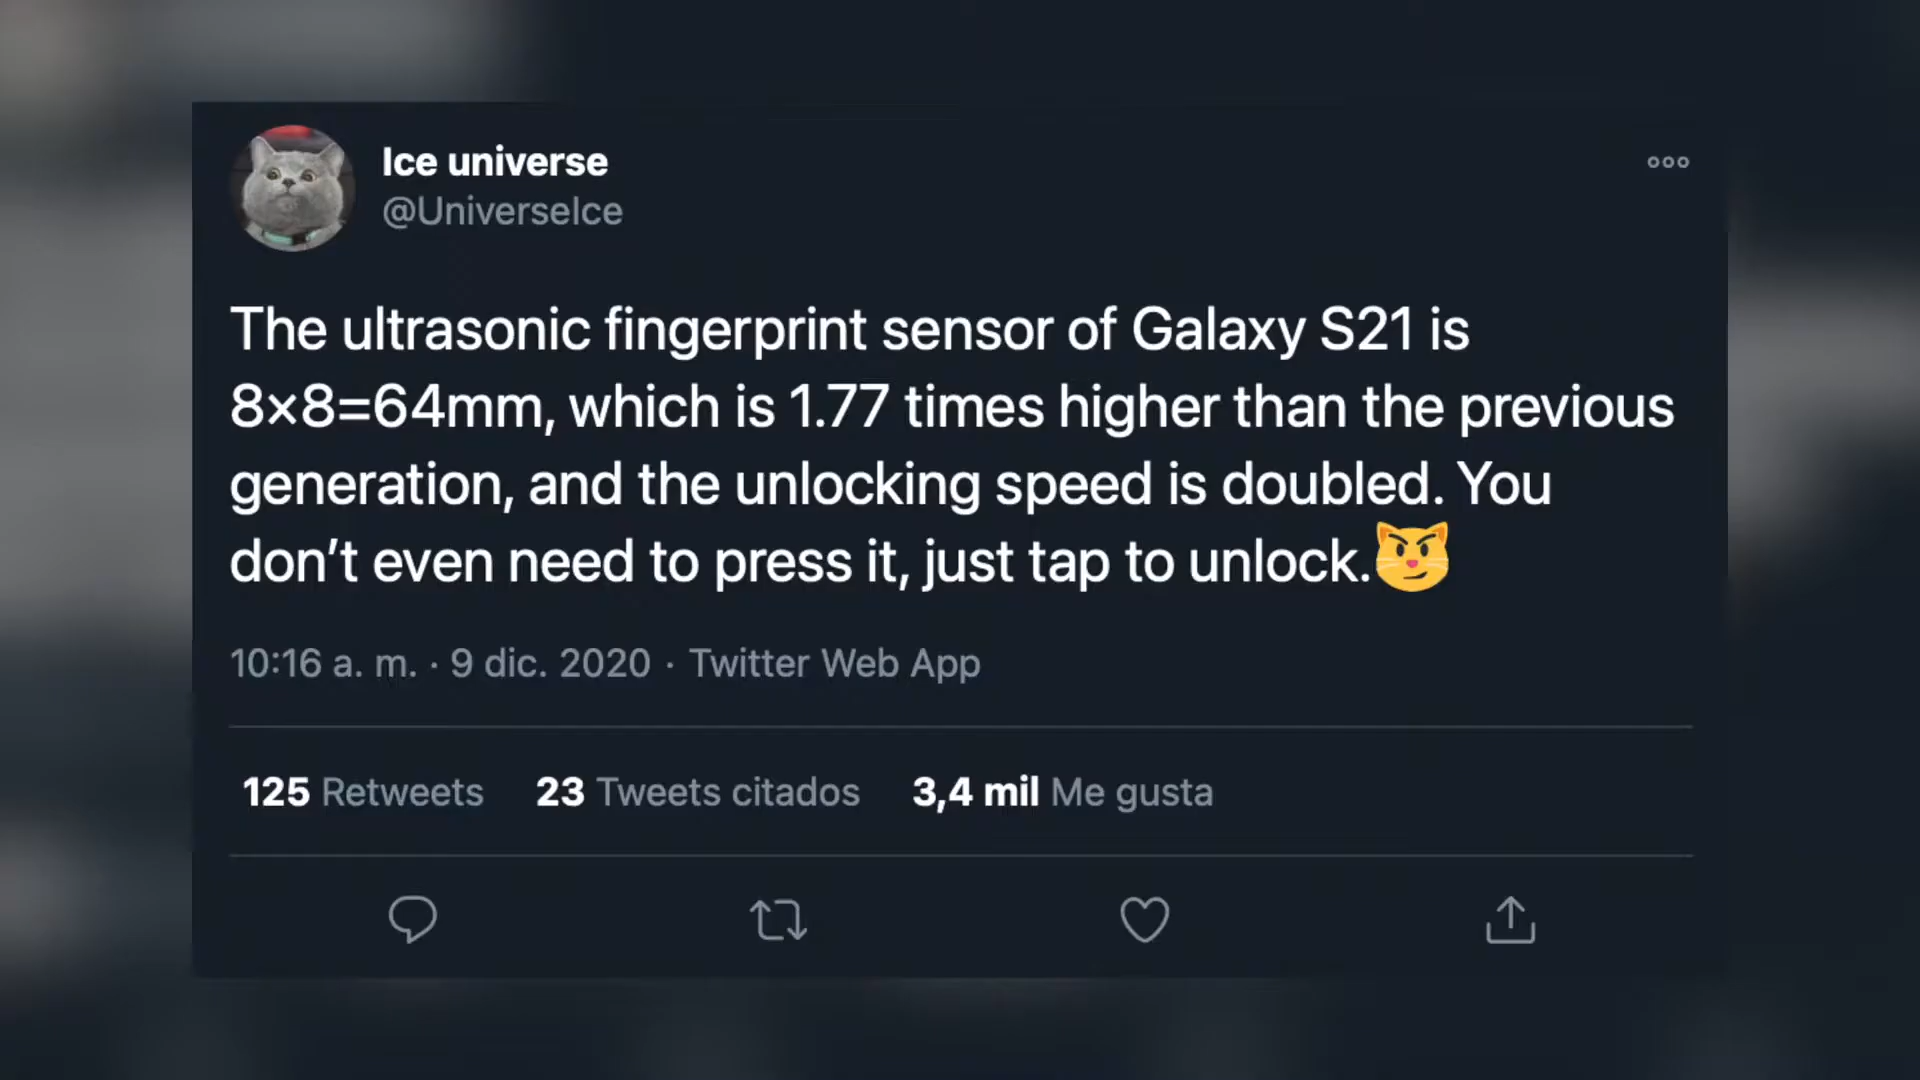 Ice universe
@UniverseIce
The ultrasonic fingerprint sensor of Galaxy S21 is
8×8=64mm, which is 1.77 times higher than the previous
generation, and the unlocking speed is doubled. You
don’t even need to press it, just tap to unlock.😼
10:16 a. m. · 9 dic. 2020 · Twitter Web App
125 Retweets 23 Tweets citados 3,4 mil Me gusta